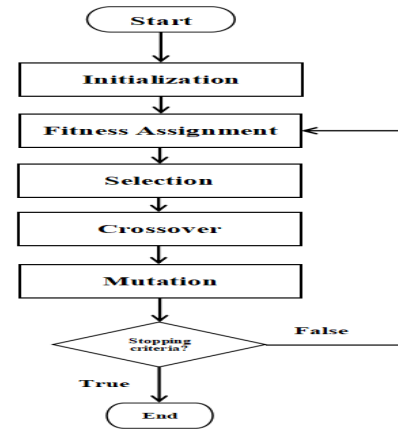 Start
Initialization
Fitness Assignment
Selection
Crossover
Mutation
Stopping
criteria?
False
True
End